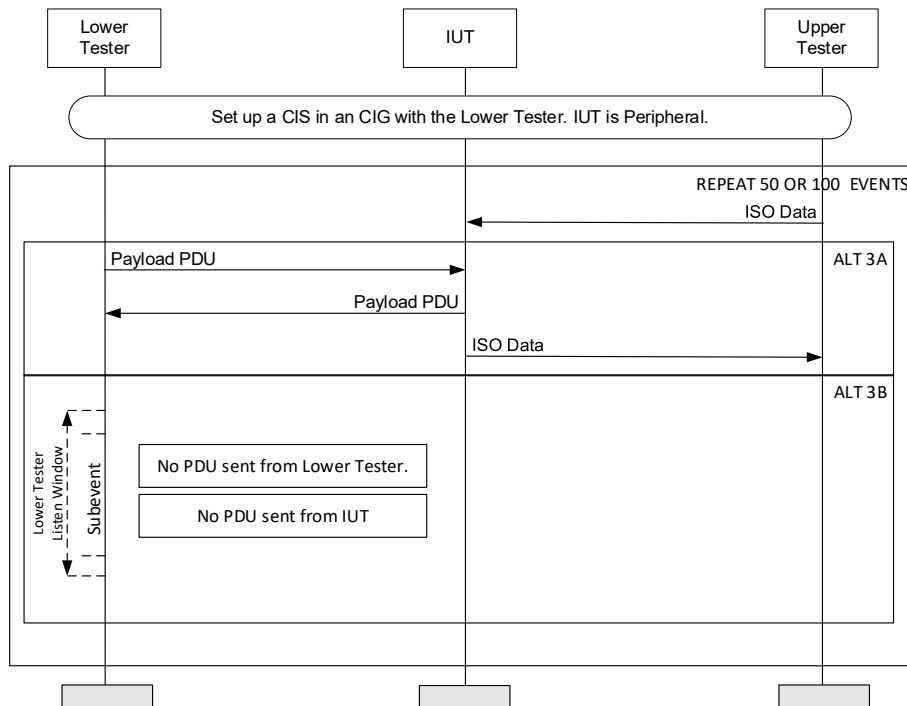 Lower
Tester
IUT
Upper
Tester
Set up a CIS in an CIG with the Lower Tester. IUT is Peripheral.
REPEAT 50 OR 100 EVENTS
ISO Data
ALT 3A
Payload PDU
Payload PDU
ISO Data
ALT 3B
Lower Tester
Listen Window
Subevent
No PDU sent from Lower Tester.
No PDU sent from IUT